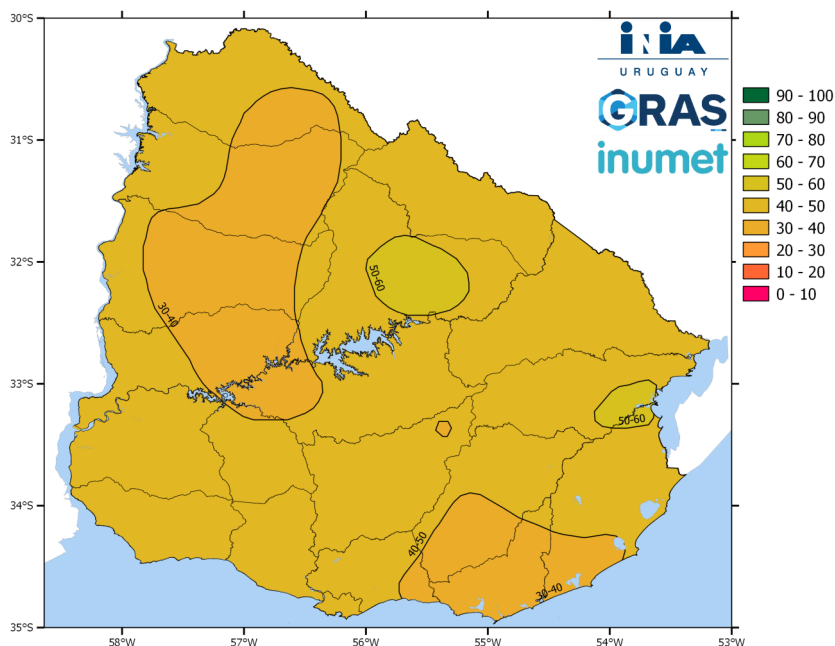 30°S
31°S
32°S
33°S
34°S
35°S
58°W
57°W
56°W
55°W
54°W
53°W
iNiA
URUGUAY
GRAS
inumet
90 - 100
80 - 90
70 - 80
60 - 70
50 - 60
40 - 50
30 - 40
20 - 30
10 - 20
0 - 10
50-60
30-40
50-60
40-50
30-40